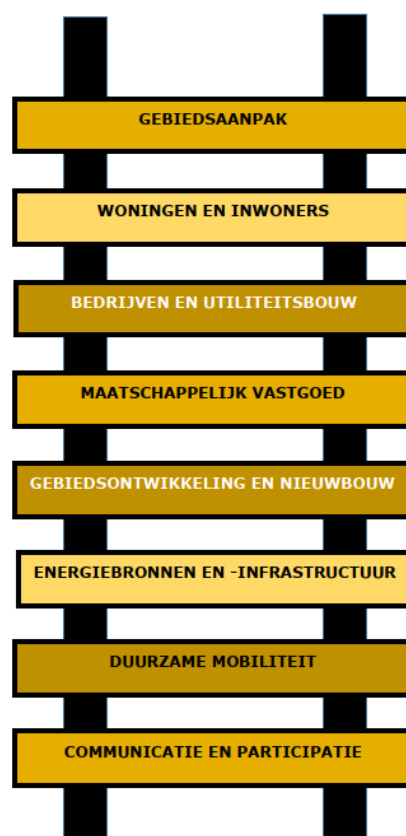 GEBIEDSAANPAK
WONINGEN EN INWONERS
BEDRIJVEN EN UTILITEITSBOUW
MAATSCHAPPELIJK VASTGOED
GEBIEDSONTWIKKELING EN NIEUWBOUW
ENERGIEBRONNEN EN -INFRASTRUCTUUR
DUURZAME MOBILITEIT
COMMUNICATIE EN PARTICIPATIE